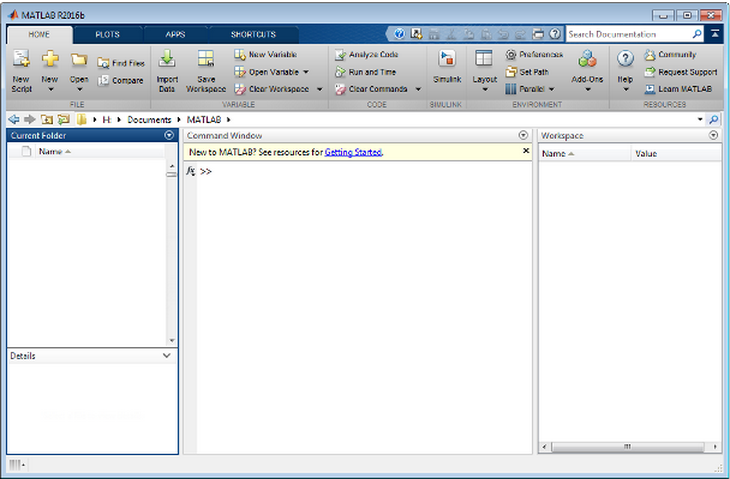 MATLAB R2016b
HOME PLOTS APPS SHORTCUTS Search Documentation
New Script New Open Find Files Compare Import Data Save Workspace New Variable Open Variable Clear Workspace Analyze Code Run and Time Clear Commands Simulink Layout Preferences Set Path Parallel Add-Ons Help Community Request Support Learn MATLAB
FILE VARIABLE CODE SIMULINK ENVIRONMENT RESOURCES
H: Documents MATLAB
Current Folder Command Window Workspace
Name New to MATLAB? See resources for Getting Started. Name Value
fx >>
Details